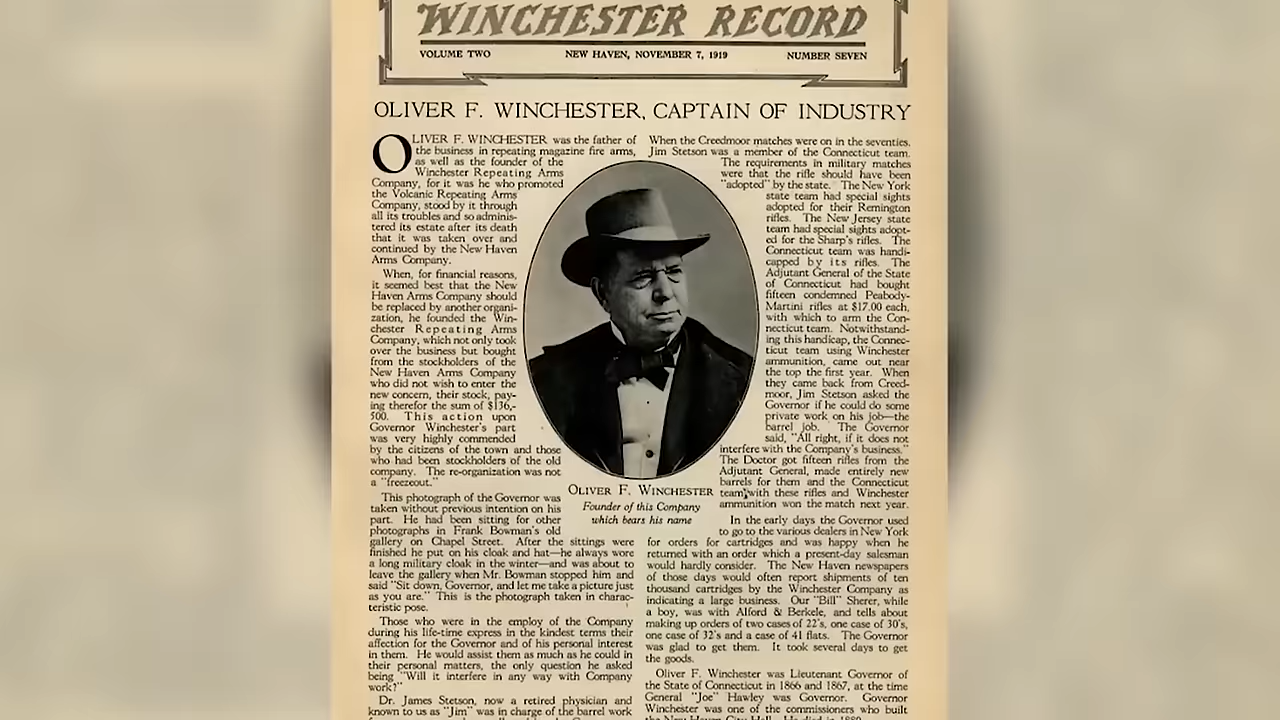 WINCHESTER RECORD
VOLUME TWO NEW HAVEN, NOVEMBER 7, 1919 NUMBER SEVEN
OLIVER F. WINCHESTER, CAPTAIN OF INDUSTRY
OLIVER F. WINCHESTER was the father of
the business in repeating magazine fire arms,
as well as the founder of the
Winchester Repeating Arms
Company, for it was he who promoted
the Volcanic Repeating Arms
Company, stood by it through
all its troubles and so adminis-
tered its estate after its death
that it was taken over and
continued by the New Haven
Arms Company.
When, for financial reasons,
it seemed best that the New
Haven Arms Company should
be replaced by another organi-
zation, he founded the Win-
chester Repeating Arms
Company, which not only took
over the business but bought
from the stockholders of the
New Haven Arms Company
who did not wish to enter the
new concern, their stock, pay-
ing therefor the sum of $136,-
500. This action upon
Governor Winchester's part
was very highly commended
by the citizens of the town and those
who had been stockholders of the old
company. The re-organization was not
a "freezeout."
This photograph of the Governor was
taken without previous intention on his
part. He had been sitting for other
photographs in Frank Bowman's old
gallery on Chapel Street. After the sittings were
finished he put on his cloak and hat—he always wore
a long military cloak in the winter—and was about to
leave the gallery when Mr. Bowman stopped him and
said "Sit down, Governor, and let me take a picture just
as you are." This is the photograph taken in charac-
teristic pose.
Those who were in the employ of the Company
during his life-time express in the kindest terms their
affection for the Governor and of his personal interest
in them. He would assist them as much as he could in
their personal matters, the only question he asked
being "Will it interfere in any way with Company
work?"
Dr. James Stetson, now a retired physician and
known to us as "Jim" was in charge of the barrel work
OLIVER F. WINCHESTER
Founder of this Company
which bears his name
When the Creedmoor matches were on in the seventies,
Jim Stetson was a member of the Connecticut team.
The requirements in military matches
were that the rifle should have been
"adopted" by the state. The New York
state team had special sights
adopted for their Remington
rifles. The New Jersey state
team had special sights adopt-
ed for the Sharp's rifles. The
Connecticut team was handi-
capped by its rifles. The
Adjutant General of the State
of Connecticut had bought
fifteen condemned Peabody-
Martini rifles at $17.00 each,
with which to arm the Con-
necticut team. Notwithstand-
ing this handicap, the Connec-
ticut team using Winchester
ammunition, came out near
the top the first year. When
they came back from Creed-
moor, Jim Stetson asked the
Governor if he could do some
private work on his job—the
barrel job. The Governor
said, "All right, if it does not
interfere with the Company's business."
The Doctor got fifteen rifles from the
Adjutant General, made entirely new
barrels for them and the Connecticut
team with these rifles and Winchester
ammunition won the match next year.
In the early days the Governor used
to go to the various dealers in New York
for orders for cartridges and was happy when he
returned with an order which a present-day salesman
would hardly consider. The New Haven newspapers
of those days would often report shipments of ten
thousand cartridges by the Winchester Company as
indicating a large business. Our "Bill" Sherer, while
a boy, was with Alford & Berkele, and tells about
making up orders of two cases of 22's, one case of 30's,
one case of 32's and a case of 41 flats. The Governor
was glad to get them. It took several days to get
the goods.
Oliver F. Winchester was Lieutenant Governor of
the State of Connecticut in 1866 and 1867, at the time
General "Joe" Hawley was Governor. Governor
Winchester was one of the commissioners who built
the New Haven City Hall. He died in 1880.